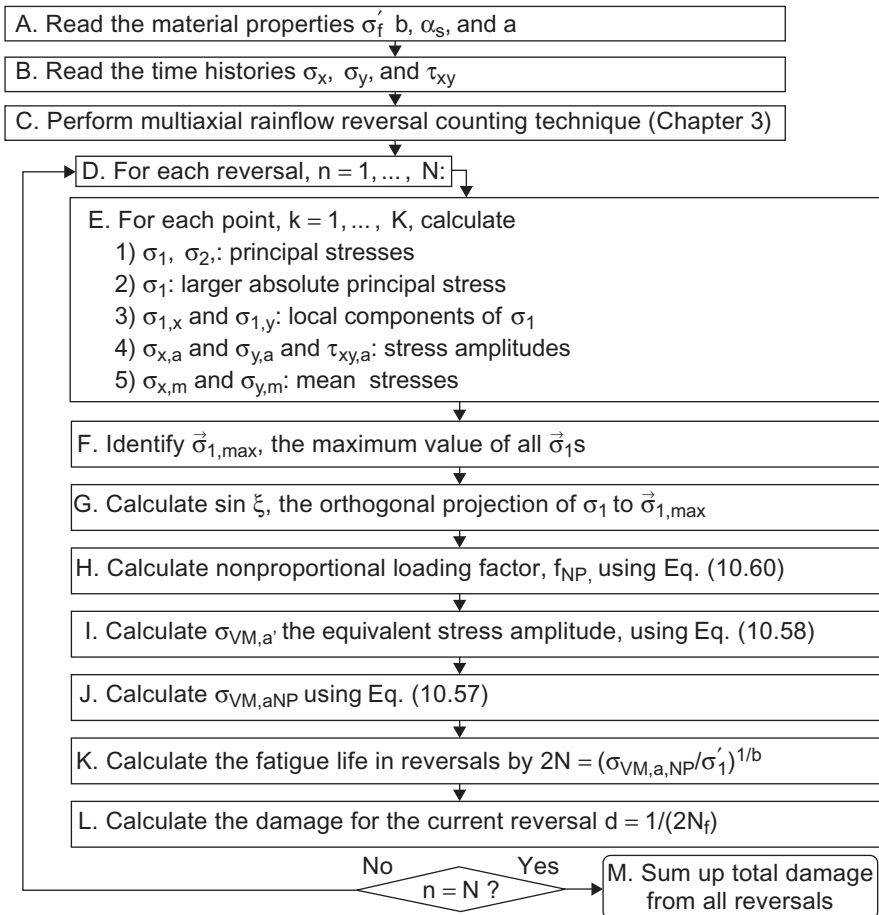 A. Read the material properties σ′f b, αs, and a
B. Read the time histories σx, σy, and τxy
C. Perform multiaxial rainflow reversal counting technique (Chapter 3)
D. For each reversal, n = 1, ... , N:
E. For each point, k = 1, ... , K, calculate
1) σ1, σ2,: principal stresses
2) σ1: larger absolute principal stress
3) σ1,x and σ1,y: local components of σ1
4) σx,a and σy,a and τxy,a: stress amplitudes
5) σx,m and σy,m: mean stresses
F. Identify σ⃗1,max, the maximum value of all σ⃗1s
G. Calculate sin ξ, the orthogonal projection of σ1 to σ⃗1,max
H. Calculate nonproportional loading factor, fNP, using Eq. (10.60)
I. Calculate σVM,a, the equivalent stress amplitude, using Eq. (10.58)
J. Calculate σVM,aNP using Eq. (10.57)
K. Calculate the fatigue life in reversals by 2N = (σVM,a,NP/σ′1)1/b
L. Calculate the damage for the current reversal d = 1/(2Nf)
No
Yes
n = N ?
M. Sum up total damage
from all reversals